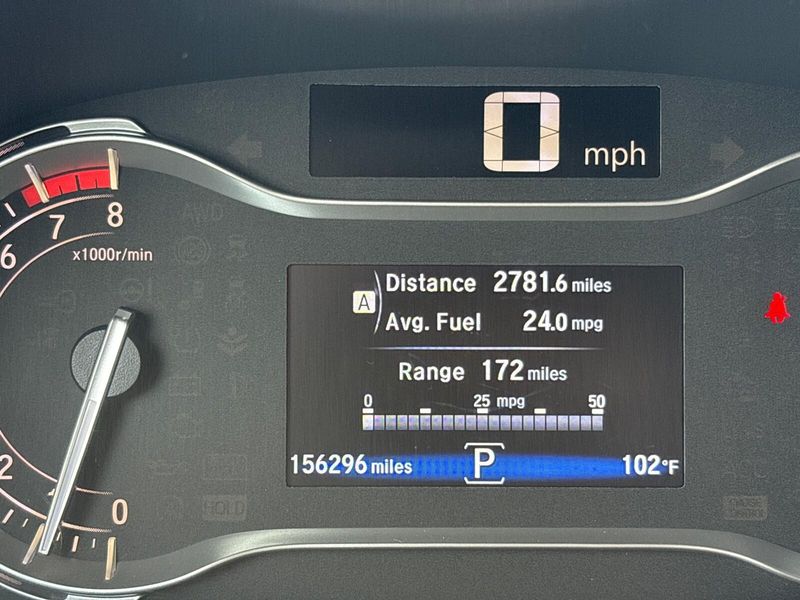 0 mph
8
7
6
x1000r/min
A
Distance 2781.6 miles
Avg. Fuel 24.0 mpg
Range 172 miles
0 25 mpg 50
156296 miles P 102°F
2
0
HOLD